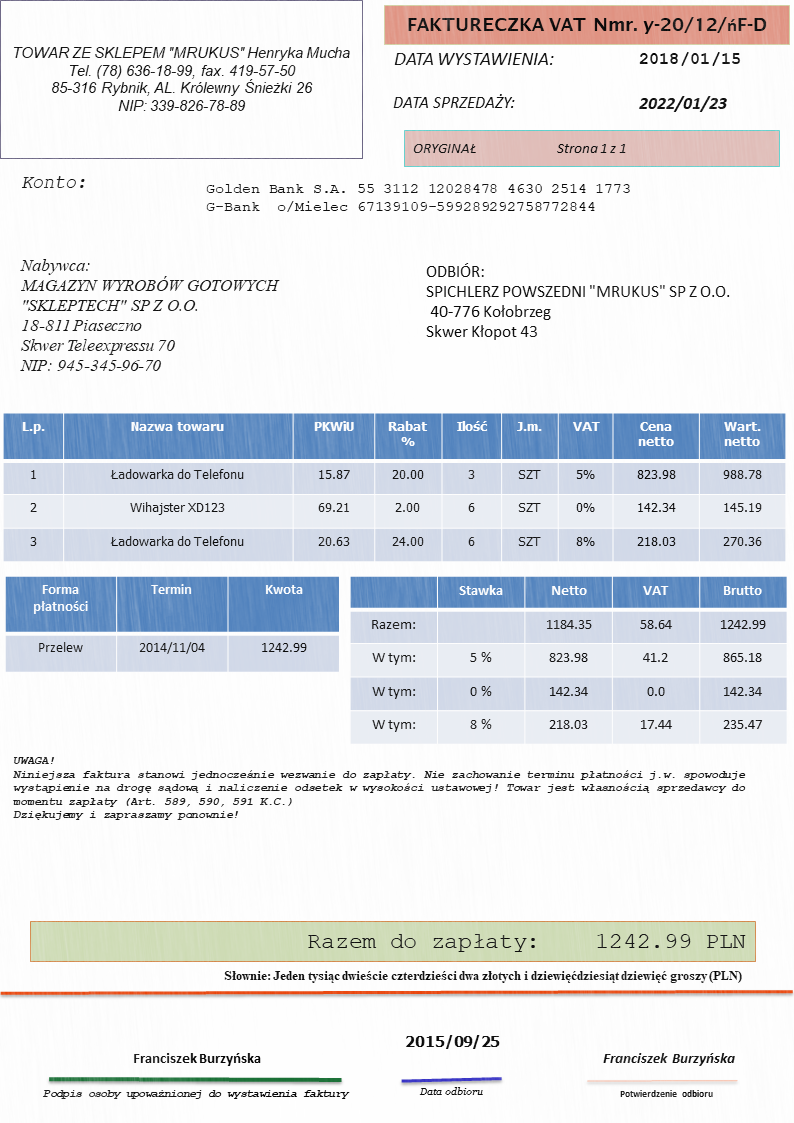 TOWAR ZE SKLEPEM "MRUKUS" Henryka Mucha
Tel. (78) 636-18-99, fax. 419-57-50
85-316 Rybnik, AL. Królewny Śnieżki 26
NIP: 339-826-78-89
FAKTURECZKA VAT Nmr. y-20/12/ńF-D
DATA WYSTAWIENIA: 2018/01/15
DATA SPRZEDAŻY: 2022/01/23
ORYGINAŁ Strona 1 z 1
Konto:
Golden Bank S.A. 55 3112 12028478 4630 2514 1773
G-Bank o/Mielec 67139109-599289292758772844
Nabywca:
MAGAZYN WYROBÓW GOTOWYCH
"SKLEPTECH" SP Z O.O.
18-811 Piaseczno
Skwer Teleexpressu 70
NIP: 945-345-96-70
ODBIÓR:
SPICHLERZ POWSZEDNI "MRUKUS" SP Z O.O.
40-776 Kołobrzeg
Skwer Kłopot 43
L.p. Nazwa towaru PKWiU Rabat % Ilość J.m. VAT Cena netto Wart. netto
1 Ładowarka do Telefonu 15.87 20.00 3 SZT 5% 823.98 988.78
2 Wihajster XD123 69.21 2.00 6 SZT 0% 142.34 145.19
3 Ładowarka do Telefonu 20.63 24.00 6 SZT 8% 218.03 270.36
Forma płatności Termin Kwota
Przelew 2014/11/04 1242.99
Stawka Netto VAT Brutto
Razem: 1184.35 58.64 1242.99
W tym: 5 % 823.98 41.2 865.18
W tym: 0 % 142.34 0.0 142.34
W tym: 8 % 218.03 17.44 235.47
UWAGA!
Niniejsza faktura stanowi jednocześnie wezwanie do zapłaty. Nie zachowanie terminu płatności j.w. spowoduje
wystąpienie na drogę sądową i naliczenie odsetek w wysokości ustawowej! Towar jest własnością sprzedawcy do
momentu zapłaty (Art. 589, 590, 591 K.C.)
Dziękujemy i zapraszamy ponownie!
Razem do zapłaty: 1242.99 PLN
Słownie: Jeden tysiąc dwieście czterdzieści dwa złotych i dziewięćdziesiąt dziewięć groszy (PLN)
Franciszek Burzyńska
Podpis osoby upoważnionej do wystawienia faktury
2015/09/25
Data odbioru
Franciszek Burzyńska
Potwierdzenie odbioru